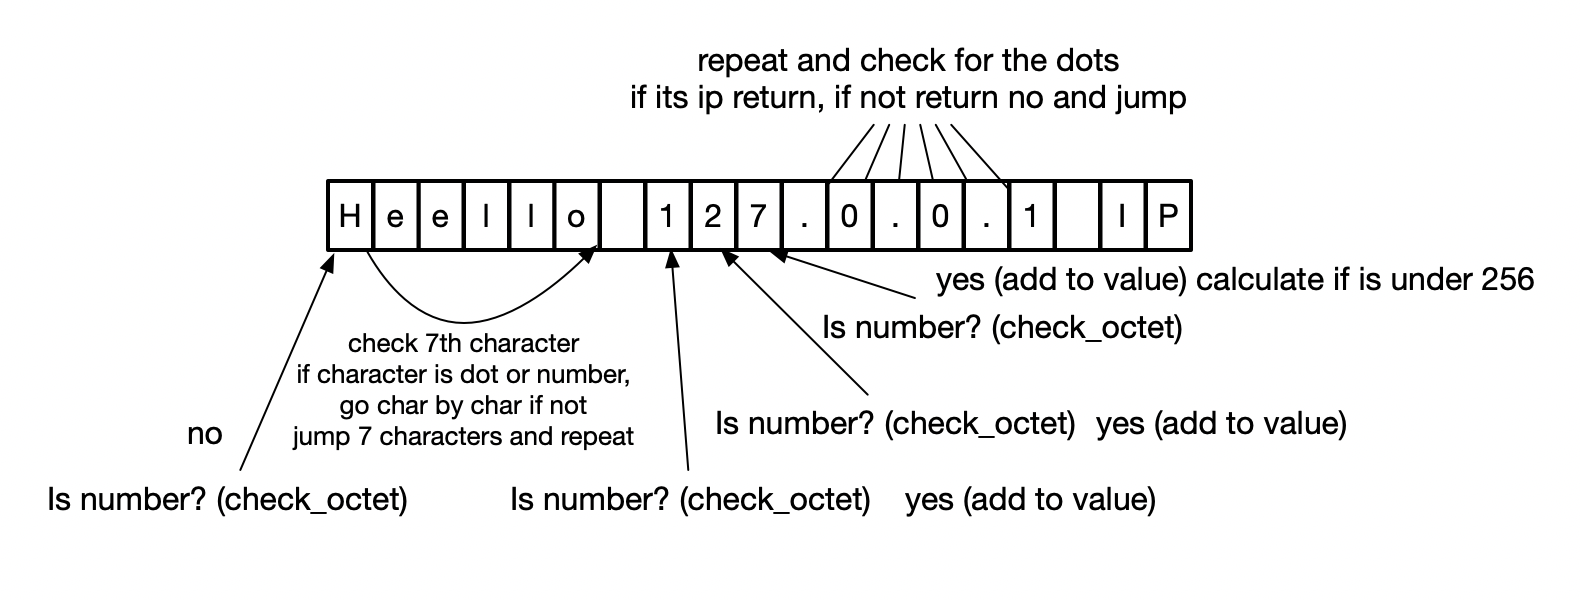 repeat and check for the dots
if its ip return, if not return no and jump
H e e l l o 1 2 7 . 0 . 0 . 1 I P
yes (add to value) calculate if is under 256
Is number? (check_octet)
check 7th character
if character is dot or number,
go char by char if not
jump 7 characters and repeat
no
Is number? (check_octet) yes (add to value)
Is number? (check_octet)
Is number? (check_octet) yes (add to value)